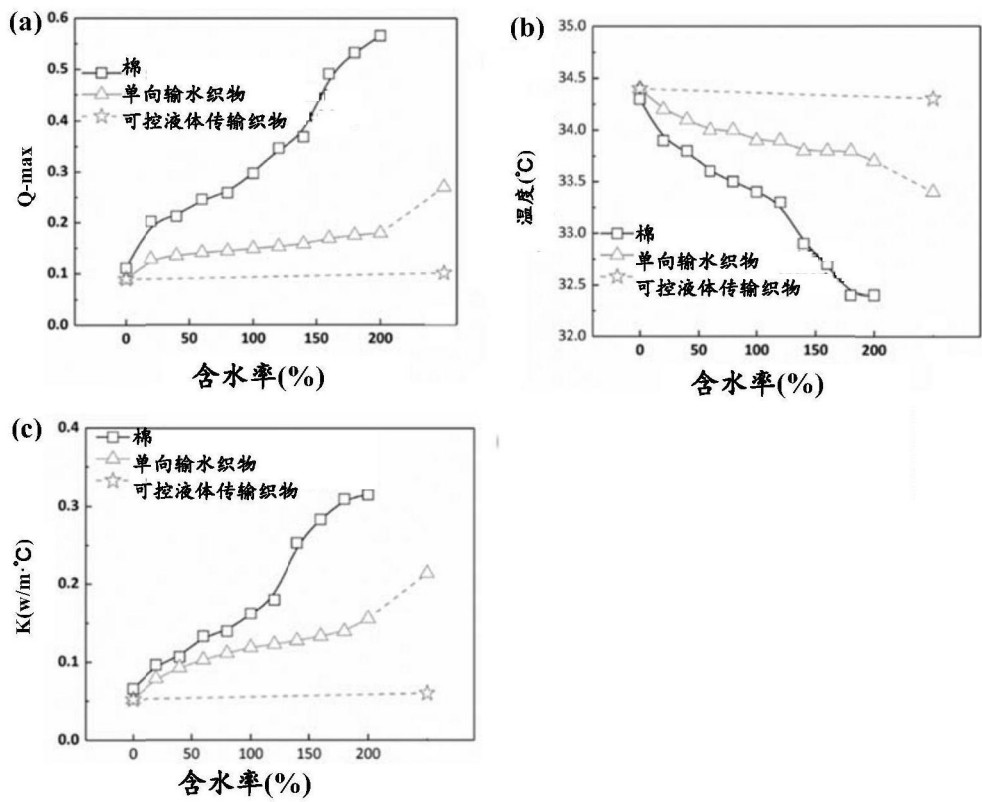 (a)
0.6
0.5
0.4
0.3
0.2
0.1
0.0
Q-max
棉
单向输水织物
可控液体传输织物
0 50 100 150 200
含水率(%)
(b)
35.0
34.5
34.0
33.5
33.0
32.5
32.0
温度(℃)
棉
单向输水织物
可控液体传输织物
0 50 100 150 200
含水率(%)
(c)
0.4
0.3
0.2
0.1
0.0
K(w/m·℃)
棉
单向输水织物
可控液体传输织物
0 50 100 150 200
含水率(%)